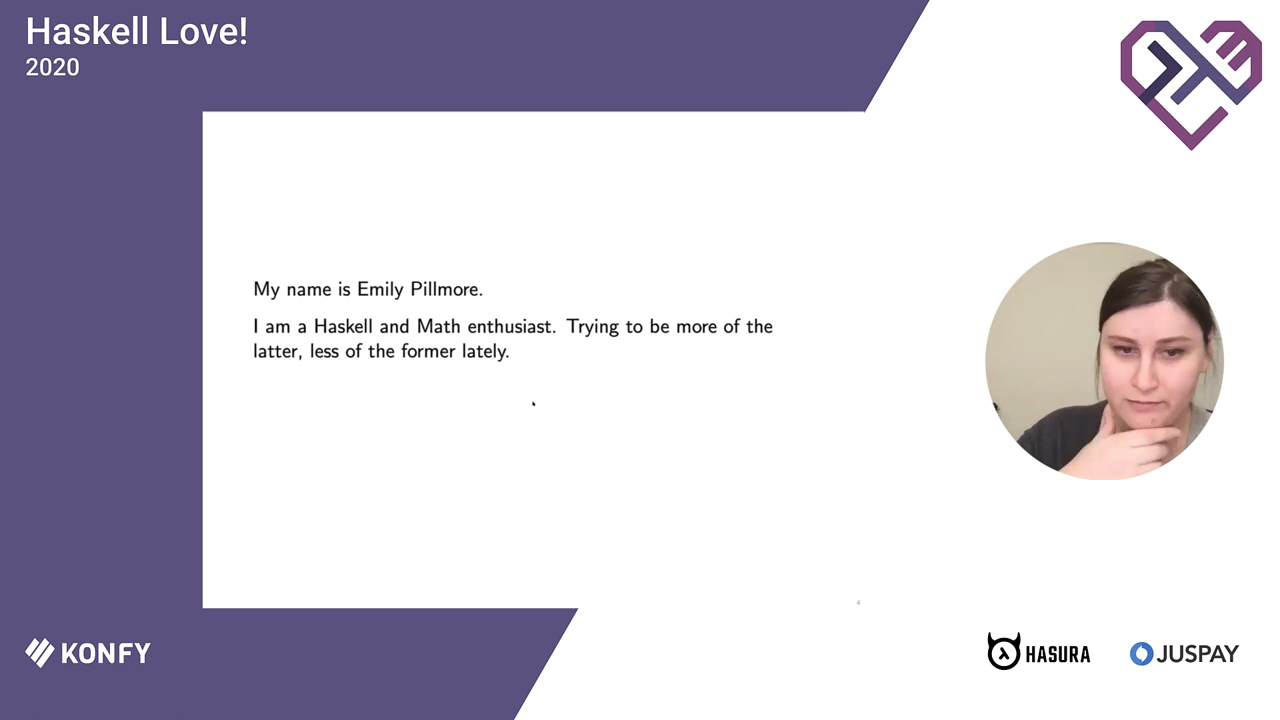 Haskell Love!
2020
My name is Emily Pillmore.
I am a Haskell and Math enthusiast. Trying to be more of the
latter, less of the former lately.
4
KONFY
HASURA
JUSPAY